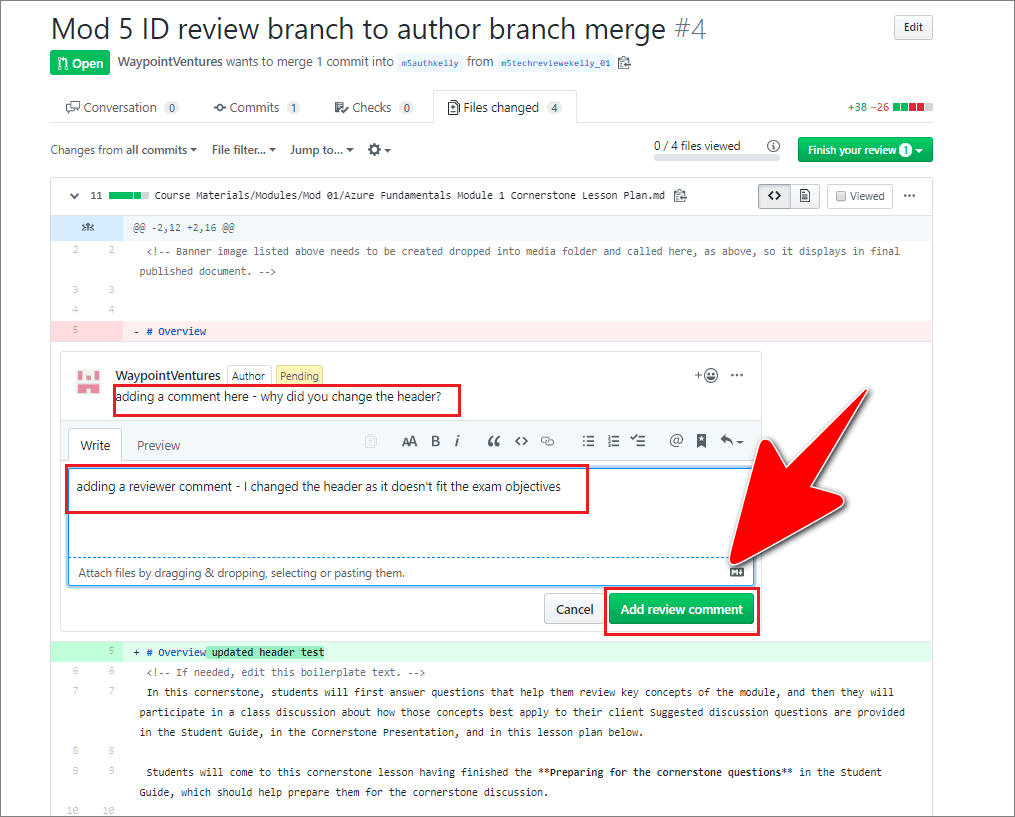 Mod 5 ID review branch to author branch merge #4
Edit
Open WaypointVentures wants to merge 1 commit into m5authkelly from m5techreviewekelly_01
Conversation 0 Commits 1 Checks 0 Files changed 4 +38 −26
Changes from all commits File filter... Jump to... 0 / 4 files viewed Finish your review 1
11 Course Materials/Modules/Mod 01/Azure Fundamentals Module 1 Cornerstone Lesson Plan.md <> Viewed ...
@@ -2,12 +2,16 @@
2 2 <!-- Banner image listed above needs to be created dropped into media folder and called here, as above, so it displays in final
published document. -->
3 3
4 4
5 - # Overview
WaypointVentures Author Pending
adding a comment here - why did you change the header?
Write Preview AA B i “ <> @
adding a reviewer comment - I changed the header as it doesn't fit the exam objectives
Attach files by dragging & dropping, selecting or pasting them.
Cancel Add review comment
5 + # Overview updated header test
6 6 <!-- If needed, edit this boilerplate text. -->
7 7 In this cornerstone, students will first answer questions that help them review key concepts of the module, and then they will
participate in a class discussion about how those concepts best apply to their client Suggested discussion questions are provided
in the Student Guide, in the Cornerstone Presentation, and in this lesson plan below.
8 8
9 9 Students will come to this cornerstone lesson having finished the **Preparing for the cornerstone questions** in the Student
Guide, which should help prepare them for the cornerstone discussion.
10 10